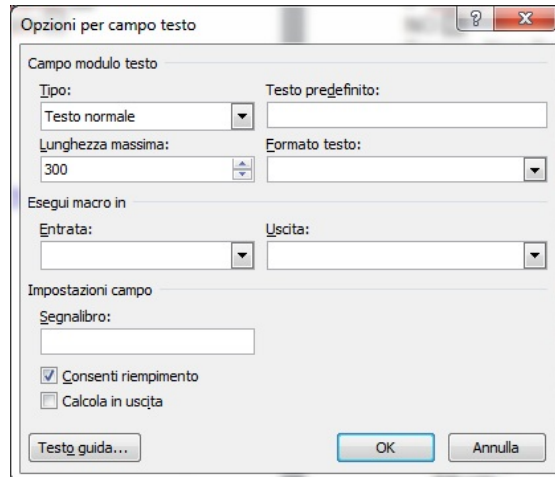 Opzioni per campo testo
Campo modulo testo
Tipo: Testo predefinito:
Testo normale
Lunghezza massima: Formato testo:
300
Esegui macro in
Entrata: Uscita:
Impostazioni campo
Segnalibro:
Consenti riempimento
Calcola in uscita
Testo guida... OK Annulla